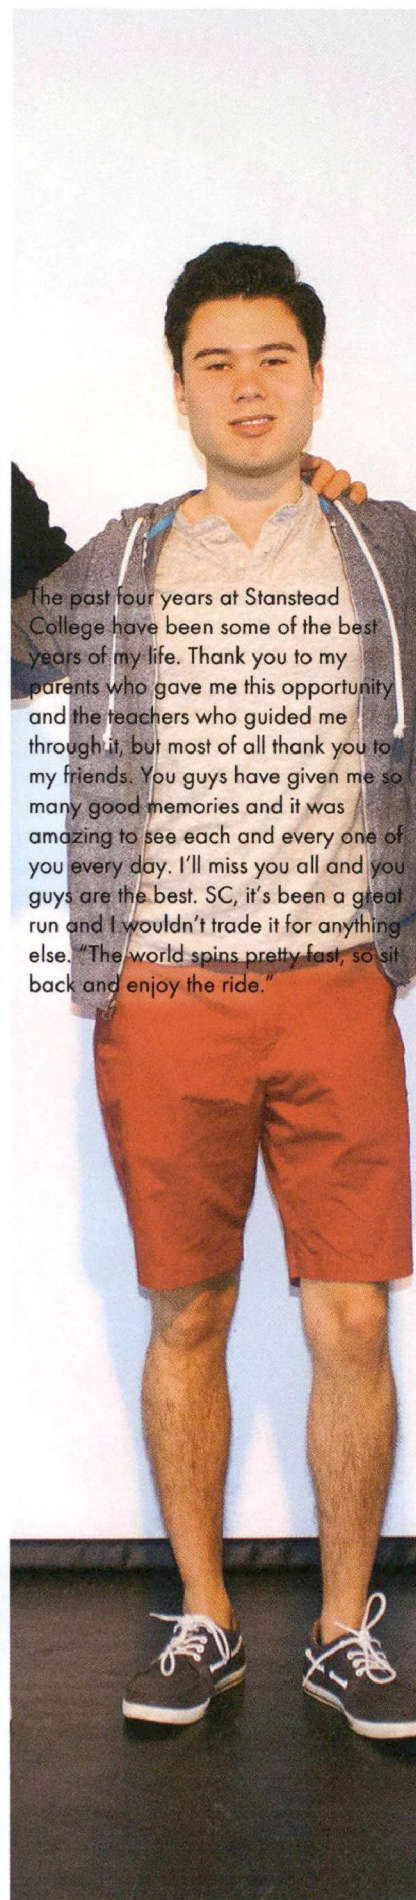 The past four years at Stanstead
College have been some of the best
years of my life. Thank you to my
parents who gave me this opportunity
and the teachers who guided me
through it, but most of all thank you to
my friends. You guys have given me so
many good memories and it was
amazing to see each and every one of
you every day. I'll miss you all and you
guys are the best. SC, it's been a great
run and I wouldn't trade it for anything
else. "The world spins pretty fast, so sit
back and enjoy the ride."